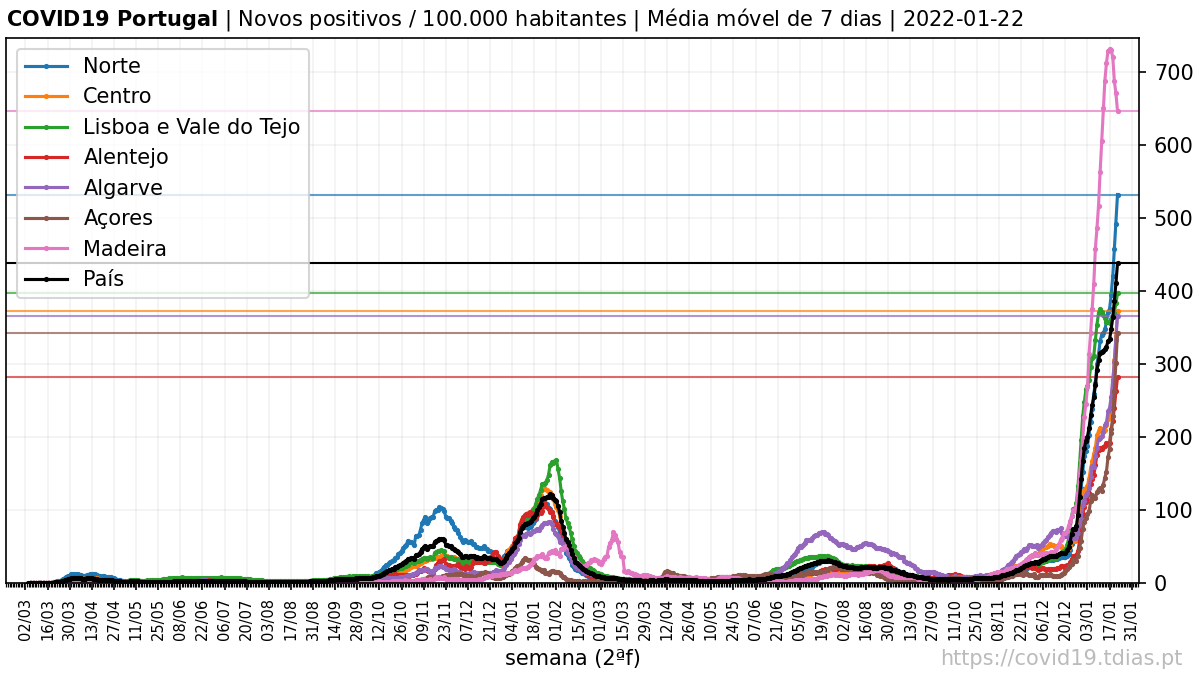 COVID19 Portugal | Novos positivos / 100.000 habitantes | Média móvel de 7 dias | 2022-01-22
Norte
Centro
Lisboa e Vale do Tejo
Alentejo
Algarve
Açores
Madeira
País
700
600
500
400
300
200
100
0
02/03 16/03 30/03 13/04 27/04 11/05 25/05 08/06 22/06 06/07 20/07 03/08 17/08 31/08 14/09 28/09 12/10 26/10 09/11 23/11 07/12 21/12 04/01 18/01 01/02 15/02 01/03 15/03 29/03 12/04 26/04 10/05 24/05 07/06 21/06 05/07 19/07 02/08 16/08 30/08 13/09 27/09 11/10 25/10 08/11 22/11 06/12 20/12 03/01 17/01 31/01
semana (2ªf)
https://covid19.tdias.pt